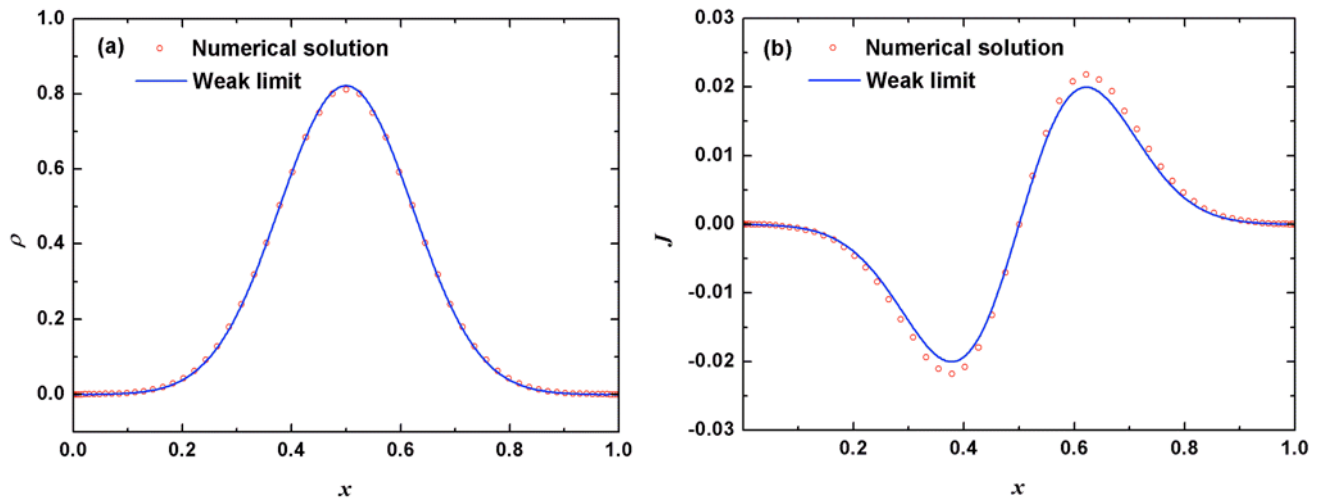 (a)
Numerical solution
Weak limit
1.0
0.8
0.6
0.4
0.2
0.0
ρ
0.0 0.2 0.4 0.6 0.8 1.0
x
(b)
Numerical solution
Weak limit
0.03
0.02
0.01
0.00
-0.01
-0.02
-0.03
J
0.2 0.4 0.6 0.8 1.0
x